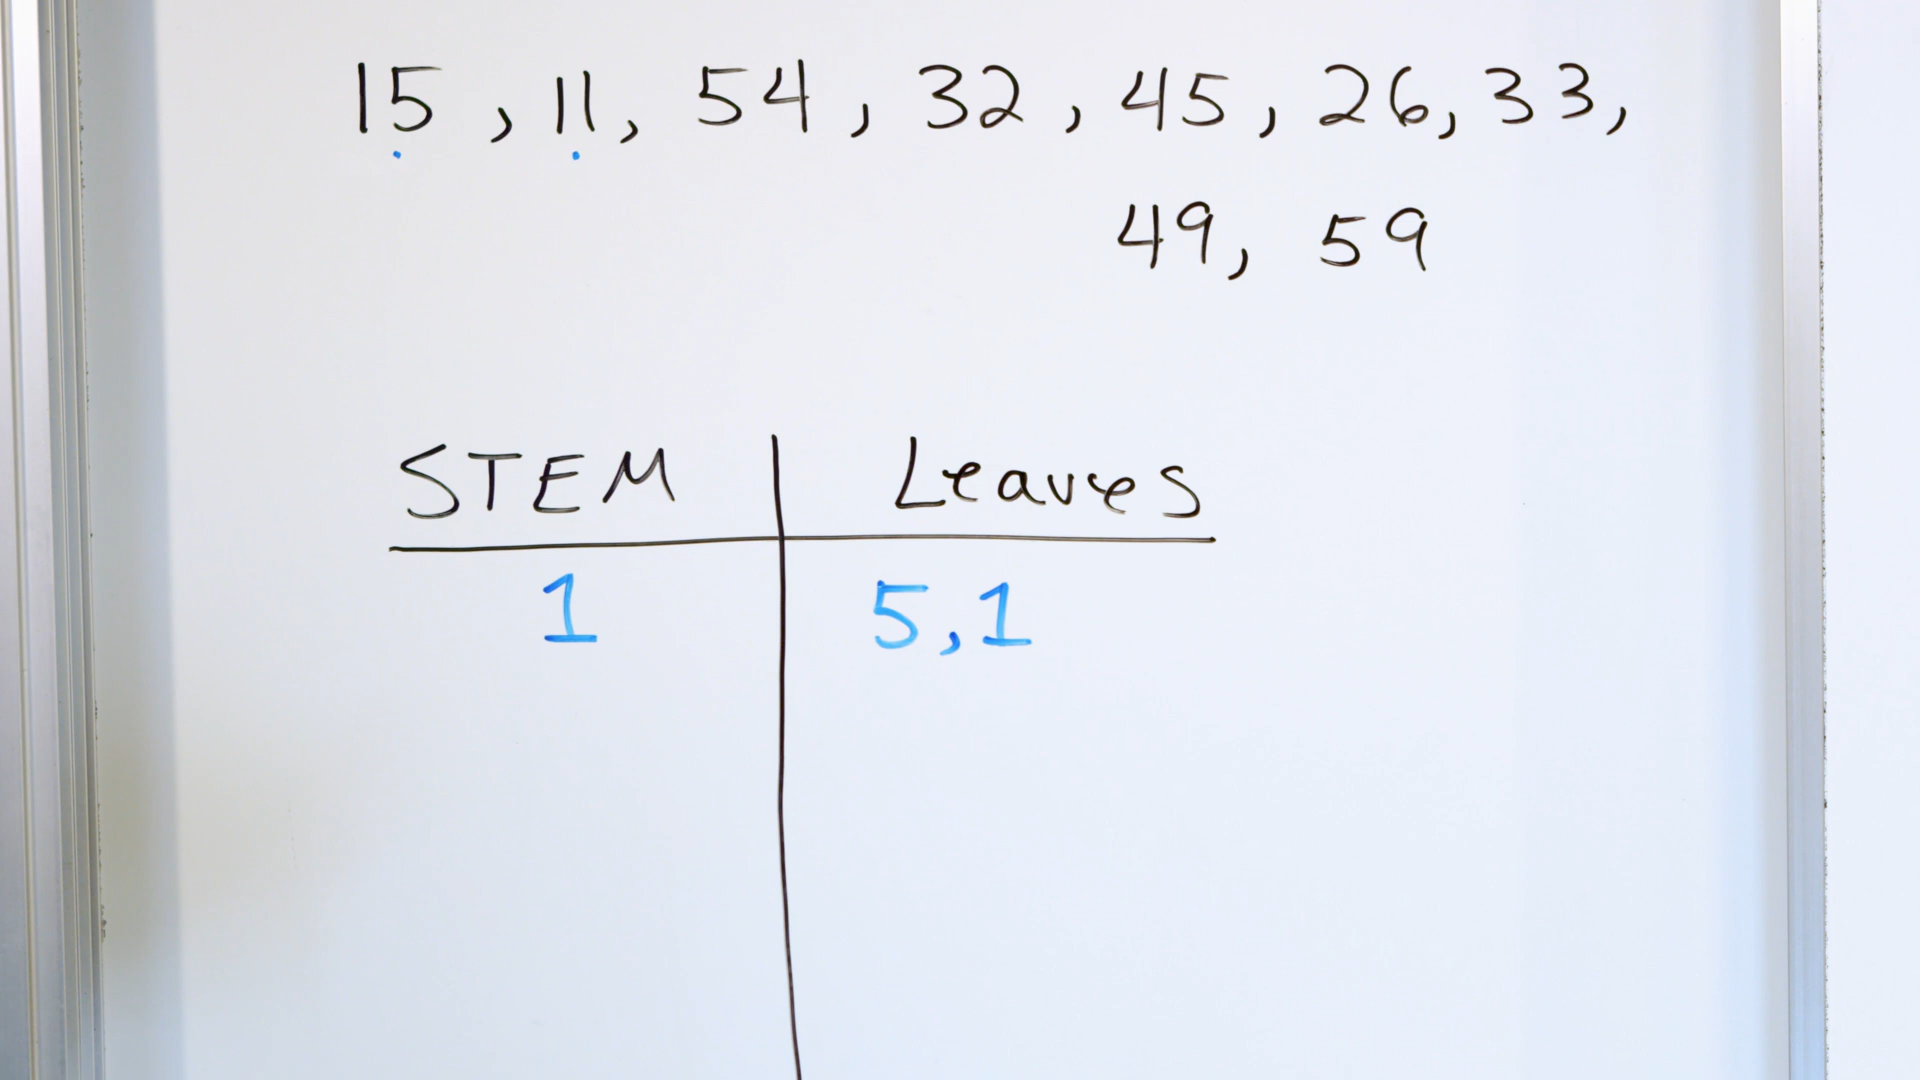 15, 11, 54, 32, 45, 26, 33,
49, 59
STEM Leaves
1 5,1